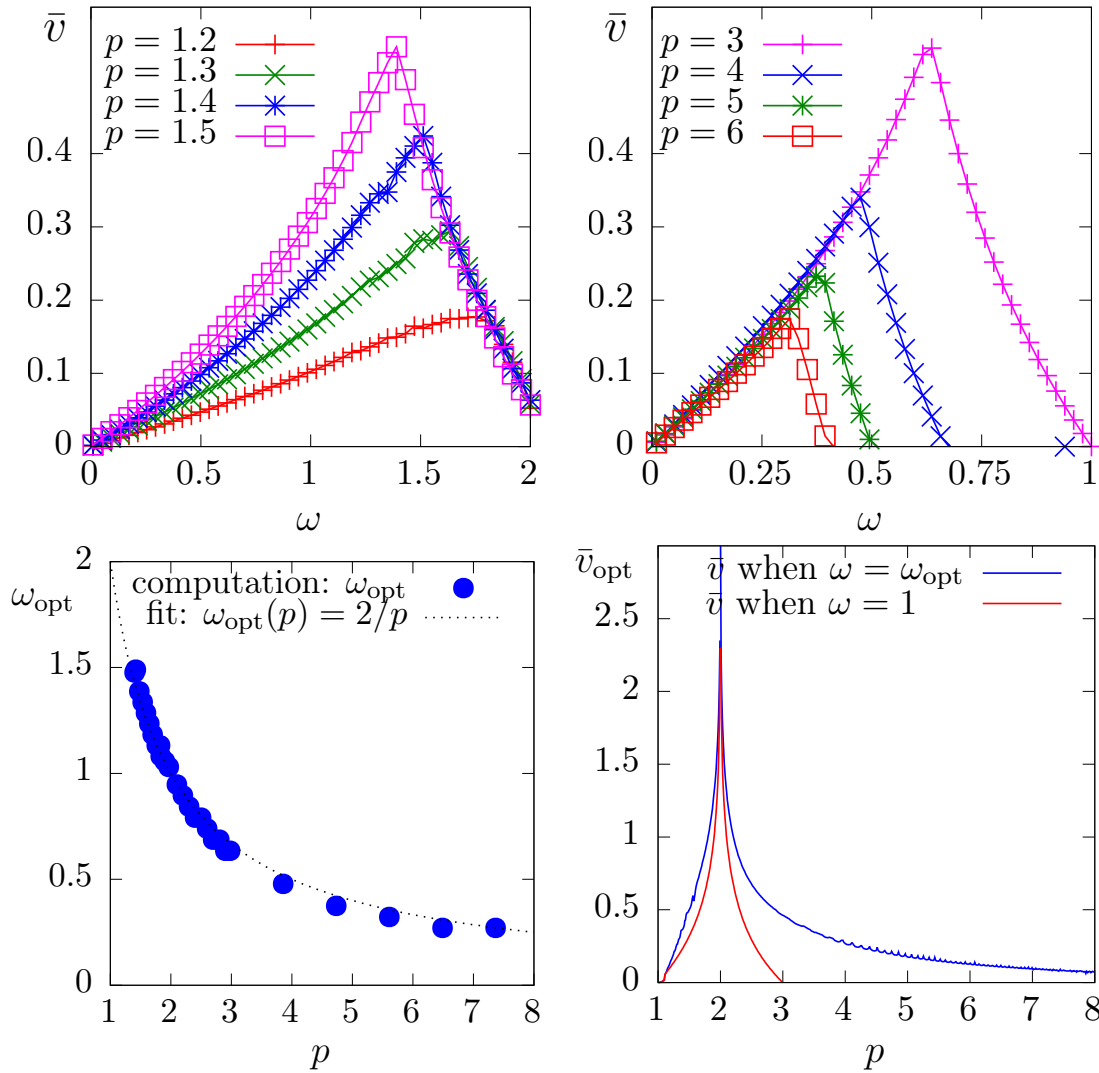 v̄
p = 1.2
p = 1.3
p = 1.4
p = 1.5
0.4
0.3
0.2
0.1
0
0 0.5 1 1.5 2
ω
v̄
p = 3
p = 4
p = 5
p = 6
0.4
0.3
0.2
0.1
0
0 0.25 0.5 0.75 1
ω
ω_opt
computation: ω_opt
fit: ω_opt(p) = 2/p
2
1.5
1
0.5
0
1 2 3 4 5 6 7 8
p
v̄_opt
v̄ when ω = ω_opt
v̄ when ω = 1
2.5
2
1.5
1
0.5
0
1 2 3 4 5 6 7 8
p